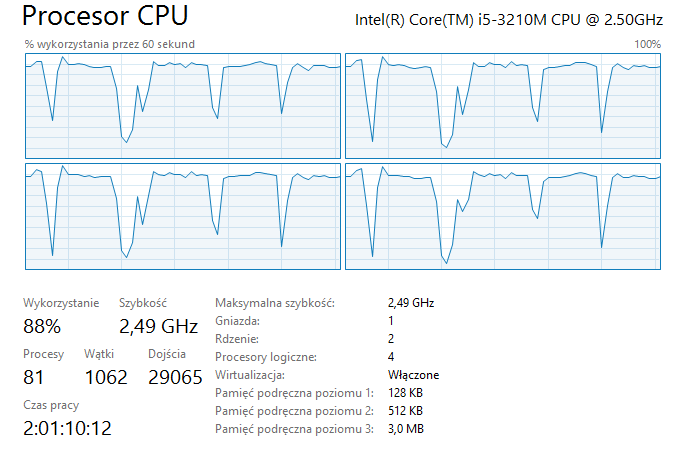 Procesor CPU
Intel(R) Core(TM) i5-3210M CPU @ 2.50GHz
% wykorzystania przez 60 sekund
100%
Wykorzystanie
Szybkość
88%
2,49 GHz
Procesy
Wątki
Dojścia
81
1062
29065
Czas pracy
2:01:10:12
Maksymalna szybkość: 2,49 GHz
Gniazda: 1
Rdzenie: 2
Procesory logiczne: 4
Wirtualizacja: Włączone
Pamięć podręczna poziomu 1: 128 KB
Pamięć podręczna poziomu 2: 512 KB
Pamięć podręczna poziomu 3: 3,0 MB